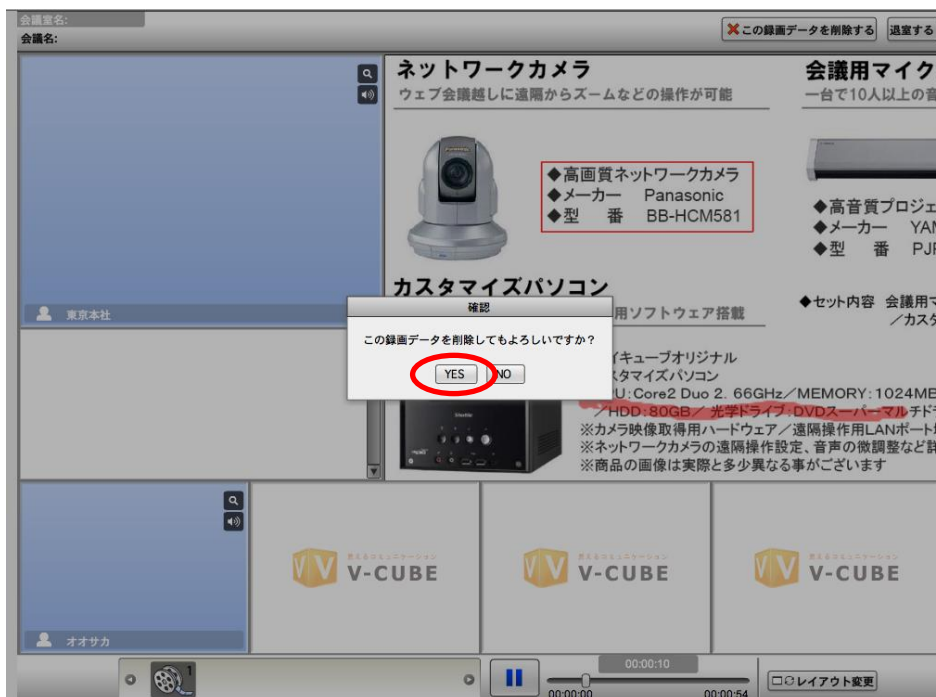 会議室名:
会議名:
この録画データを削除する
退室する
ネットワークカメラ
ウェブ会議越しに遠隔からズームなどの操作が可能
◆高画質ネットワークカメラ
◆メーカー Panasonic
◆型 番 BB-HCM581
会議用マイク
一台で10人以上の音
◆高音質プロジェ
◆メーカー YAM
◆型 番 PJP
◆セット内容 会議用マ
/カスタ
カスタマイズパソコン
用ソフトウェア搭載
イキューブオリジナル
スタマイズパソコン
U:Core2 Duo 2. 66GHz/MEMORY:1024ME
/HDD:80GB/ 光学ドライブ:DVDスーパーマルチドラ
※カメラ映像取得用ハードウェア/遠隔操作用LANポート
※ネットワークカメラの遠隔操作設定、音声の微調整など詳
※商品の画像は実際と多少異なる事がございます
東京本社
確認
この録画データを削除してもよろしいですか?
YES
NO
オオサカ
V-CUBE
V-CUBE
V-CUBE
1
00:00:10
00:00:00
00:00:54
レイアウト変更